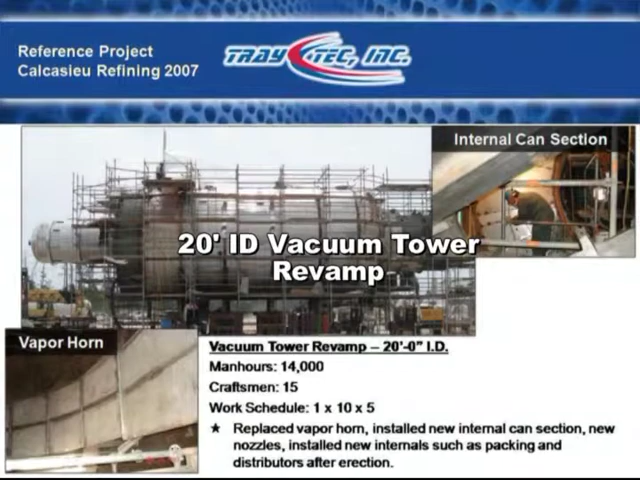 Reference Project
Calcasieu Refining 2007
TRAY-TEC, INC.
Internal Can Section
20' ID Vacuum Tower
Revamp
Vapor Horn
Vacuum Tower Revamp – 20'-0" I.D.
Manhours: 14,000
Craftsmen: 15
Work Schedule: 1 x 10 x 5
★ Replaced vapor horn, installed new internal can section, new
nozzles, installed new internals such as packing and
distributors after erection.